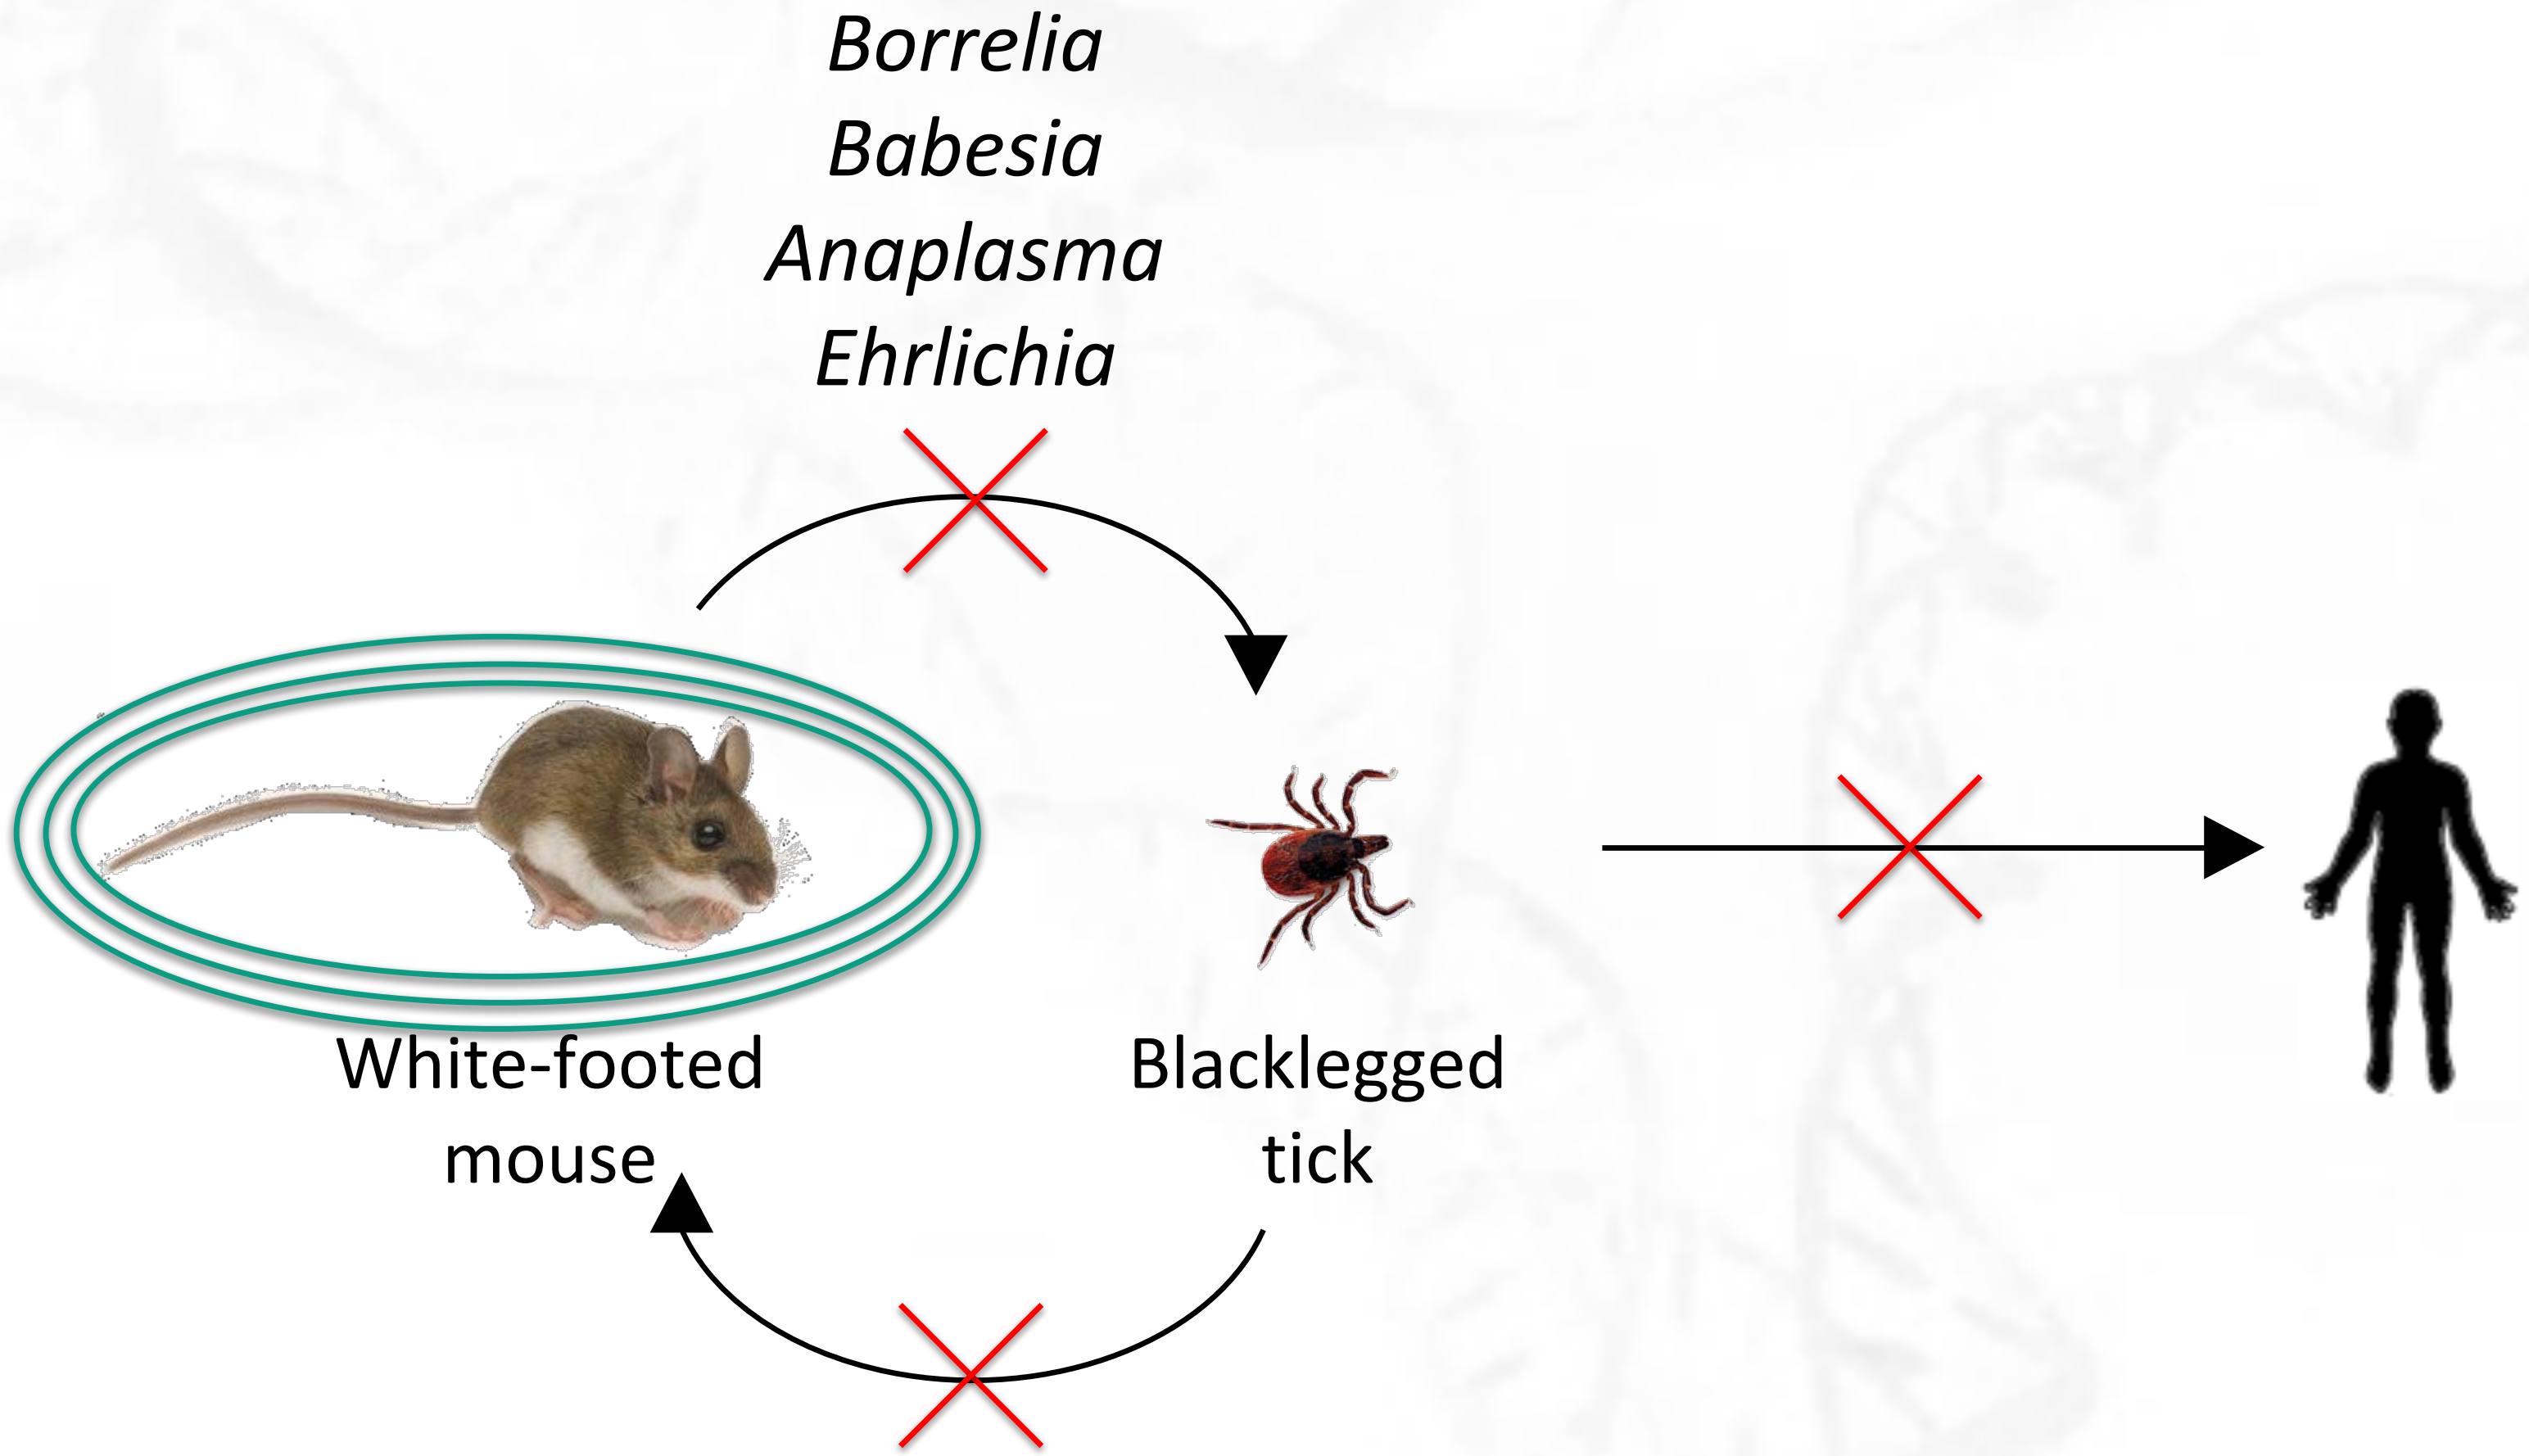 Borrelia
Babesia
Anaplasma
Ehrlichia
White-footed
mouse
Blacklegged
tick